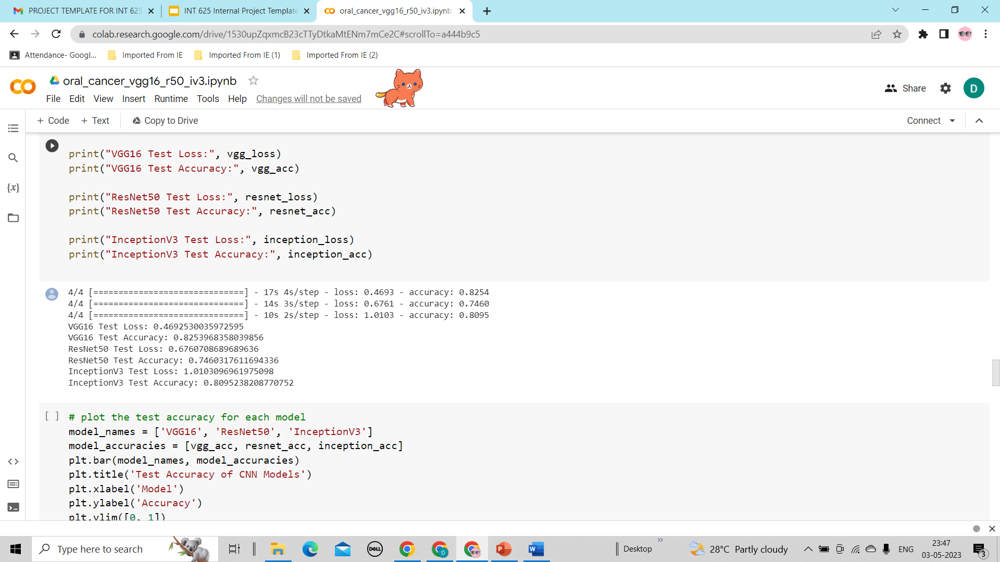 PROJECT TEMPLATE FOR INT 625
INT 625 Internal Project Template
oral_cancer_vgg16_r50_iv3.ipynb
colab.research.google.com/drive/1530upZqxmcB23cTTyDtkaMtENm7mCe2C#scrollTo=a444b9c5
Attendance- Googl...
Imported From IE
Imported From IE (1)
Imported From IE (2)
oral_cancer_vgg16_r50_iv3.ipynb
File Edit View Insert Runtime Tools Help Changes will not be saved
Share
D
+ Code + Text Copy to Drive
Connect
{x}
print("VGG16 Test Loss:", vgg_loss)
print("VGG16 Test Accuracy:", vgg_acc)
print("ResNet50 Test Loss:", resnet_loss)
print("ResNet50 Test Accuracy:", resnet_acc)
print("InceptionV3 Test Loss:", inception_loss)
print("InceptionV3 Test Accuracy:", inception_acc)
4/4 [==============================] - 17s 4s/step - loss: 0.4693 - accuracy: 0.8254
4/4 [==============================] - 14s 3s/step - loss: 0.6761 - accuracy: 0.7460
4/4 [==============================] - 10s 2s/step - loss: 1.0103 - accuracy: 0.8095
VGG16 Test Loss: 0.4692530035972595
VGG16 Test Accuracy: 0.8253968358039856
ResNet50 Test Loss: 0.6760708689689636
ResNet50 Test Accuracy: 0.7460317611694336
InceptionV3 Test Loss: 1.0103096961975098
InceptionV3 Test Accuracy: 0.8095238208770752
[ ] # plot the test accuracy for each model
model_names = ['VGG16', 'ResNet50', 'InceptionV3']
model_accuracies = [vgg_acc, resnet_acc, inception_acc]
plt.bar(model_names, model_accuracies)
plt.title('Test Accuracy of CNN Models')
plt.xlabel('Model')
plt.ylabel('Accuracy')
plt.ylim([0, 1])
Type here to search
DELL
D
P
W
Desktop
28°C Partly cloudy
ENG
23:47
03-05-2023
3